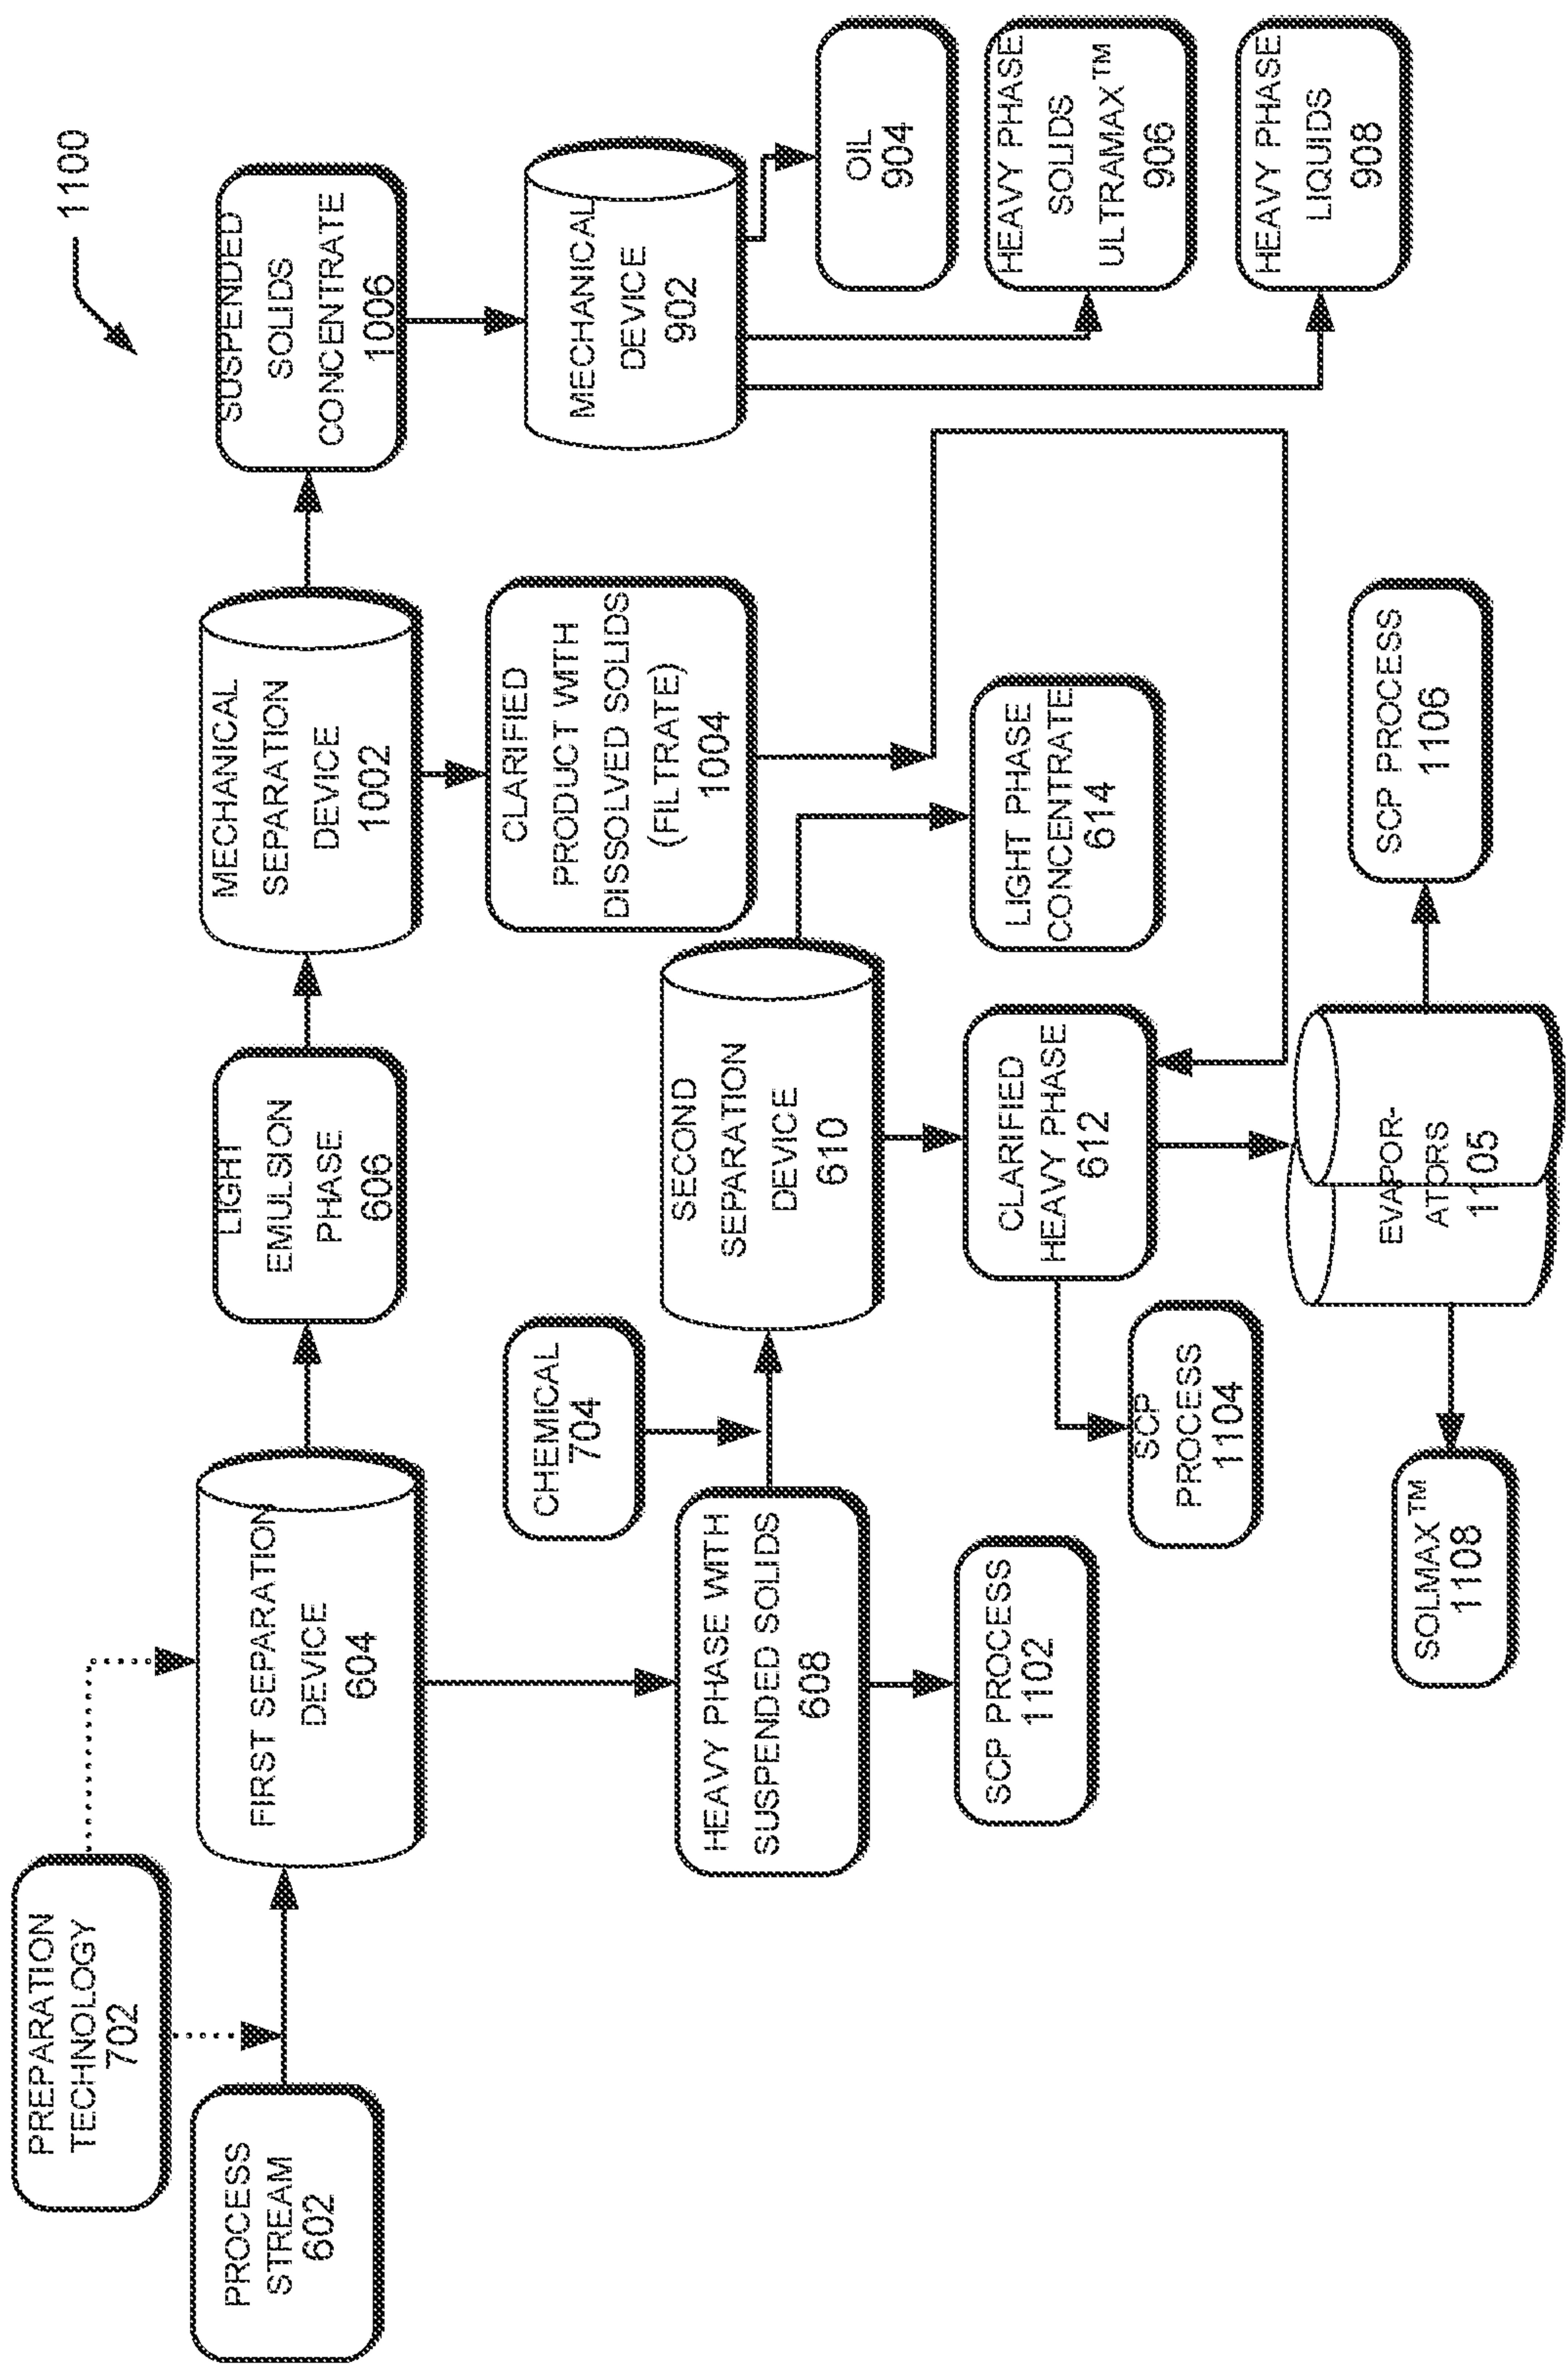 1100
PREPARATION
TECHNOLOGY
702
PROCESS
STREAM
602
FIRST SEPARATION
DEVICE
604
LIGHT
EMULSION
PHASE
606
MECHANICAL
SEPARATION
DEVICE
1002
SUSPENDED
SOLIDS
CONCENTRATE
1006
CLARIFIED
PRODUCT WITH
DISSOLVED SOLIDS
(FILTRATE)
1004
MECHANICAL
DEVICE
902
CHEMICAL
704
HEAVY PHASE WITH
SUSPENDED SOLIDS
608
SECOND
SEPARATION
DEVICE
610
OIL
904
SCP PROCESS
1102
CLARIFIED
HEAVY PHASE
612
LIGHT PHASE
CONCENTRATE
614
HEAVY PHASE
SOLIDS
ULTRAMAX™
906
SCP
PROCESS
1104
HEAVY PHASE
LIQUIDS
908
SOLMAX™
1108
EVAPOR-
ATORS
1105
SCP PROCESS
1106